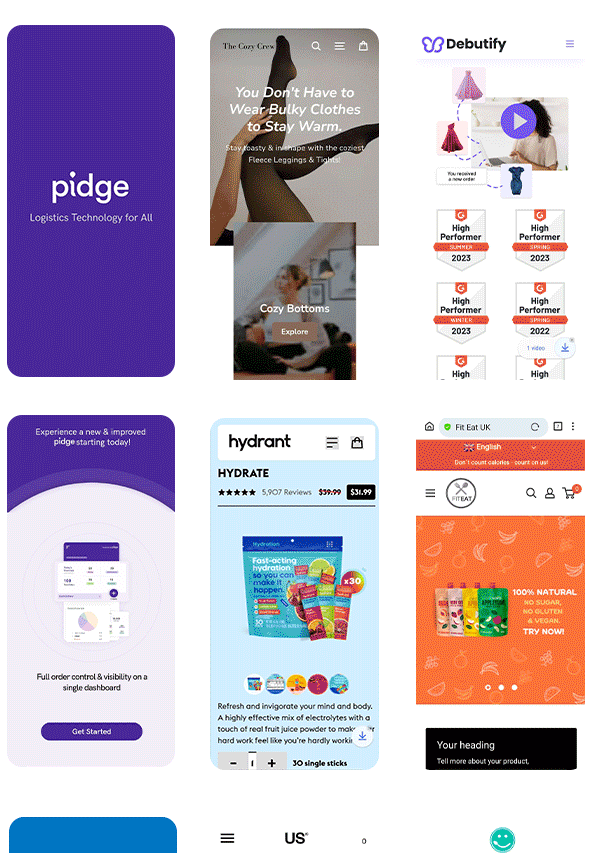 pidge
Logistics Technology for All
The Cozy Crew
You Don't Have to
Wear Bulky Clothes
to Stay Warm.
Stay toasty & in shape with the coziest
Fleece Leggings & Tights!
Cozy Bottoms
Explore
Debutify
You received
a new order
High
Performer
SUMMER
2023
High
Performer
SPRING
2023
High
Performer
WINTER
2023
High
Performer
SPRING
2022
High
Performer
High
Performer
1 video
Experience a new & improved
pidge starting today!
Full order control & visibility on a
single dashboard
Get Started
hydrant
HYDRATE
5,907 Reviews $39.99 $31.99
Hydration
Fast-acting
hydration
so you can
make it
happen.
x30
30
Refresh and invigorate your mind and body.
A highly effective mix of electrolytes with a
touch of real fruit juice powder to make
hard work feel like you're hardly
- 1 + 30 single sticks
Fit Eat UK
English
Don't count calories - count on us!
FIT EAT
0
100% NATURAL
NO SUGAR,
NO GLUTEN
& VEGAN.
TRY NOW!
Your heading
Tell more about your product,
US
0